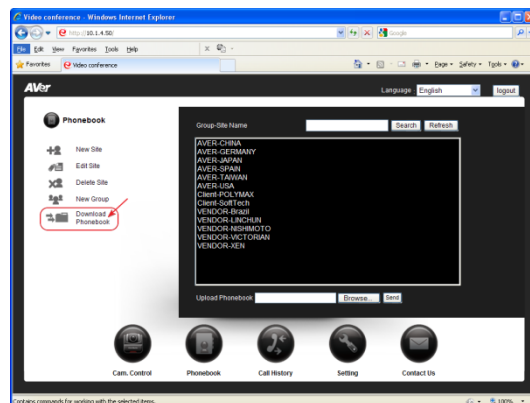 Video conference - Windows Internet Explorer
http://10.1.4.50/
Google
File Edit View Favorites Tools Help
Favorites Video conference
Page Safety Tools
AVer
Language English logout
Phonebook
New Site
Edit Site
Delete Site
New Group
Download Phonebook
Group-Site Name Search Refresh
AVER-CHINA
AVER-GERMANY
AVER-JAPAN
AVER-SPAIN
AVER-TAIWAN
AVER-USA
Client-POLYMAX
Client-SoftTech
VENDOR-Brazil
VENDOR-LINCHUN
VENDOR-NISHIMOTO
VENDOR-VICTORIAN
VENDOR-XEN
Upload Phonebook Browse... Send
Cam. Control Phonebook Call History Setting Contact Us
Contains commands for working with the selected items. 100%